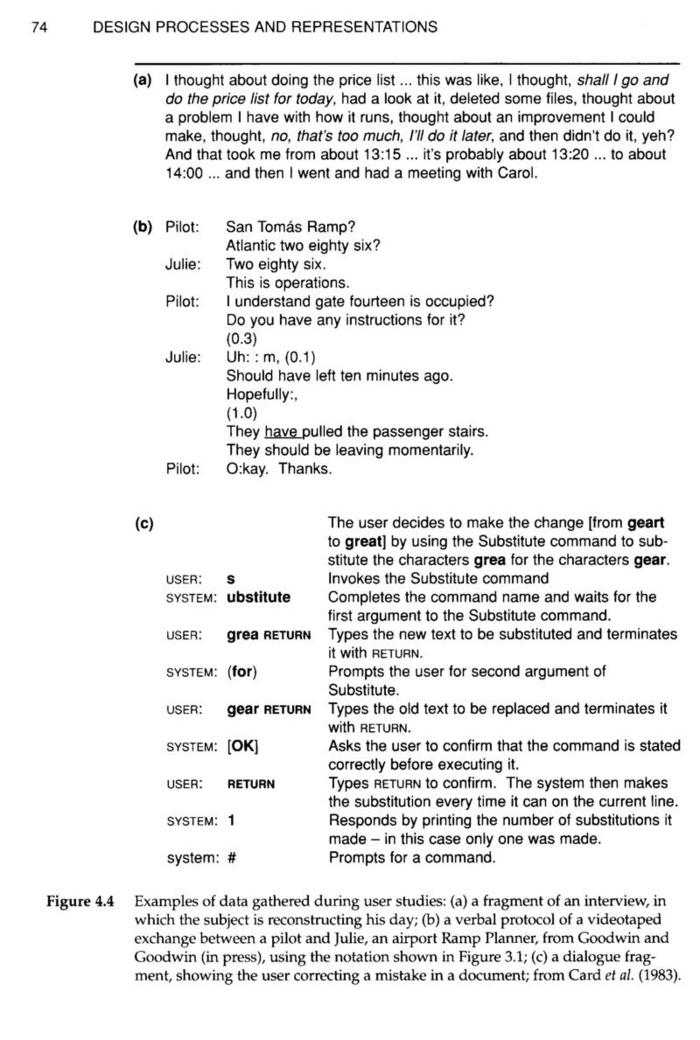 74 DESIGN PROCESSES AND REPRESENTATIONS
(a) I thought about doing the price list ... this was like, I thought, shall I go and
do the price list for today, had a look at it, deleted some files, thought about
a problem I have with how it runs, thought about an improvement I could
make, thought, no, that's too much, I'll do it later, and then didn't do it, yeh?
And that took me from about 13:15 ... it's probably about 13:20 ... to about
14:00 ... and then I went and had a meeting with Carol.
(b) Pilot: San Tomás Ramp?
Atlantic two eighty six?
Julie: Two eighty six.
This is operations.
Pilot: I understand gate fourteen is occupied?
Do you have any instructions for it?
(0.3)
Julie: Uh: : m, (0.1)
Should have left ten minutes ago.
Hopefully:,
(1.0)
They have pulled the passenger stairs.
They should be leaving momentarily.
Pilot: O:kay. Thanks.
(c) The user decides to make the change [from geart
to great] by using the Substitute command to sub-
stitute the characters grea for the characters gear.
USER: s Invokes the Substitute command
SYSTEM: ubstitute Completes the command name and waits for the
first argument to the Substitute command.
USER: grea RETURN Types the new text to be substituted and terminates
it with RETURN.
SYSTEM: (for) Prompts the user for second argument of
Substitute.
USER: gear RETURN Types the old text to be replaced and terminates it
with RETURN.
SYSTEM: [OK] Asks the user to confirm that the command is stated
correctly before executing it.
USER: RETURN Types RETURN to confirm. The system then makes
the substitution every time it can on the current line.
SYSTEM: 1 Responds by printing the number of substitutions it
made – in this case only one was made.
system: # Prompts for a command.
Figure 4.4 Examples of data gathered during user studies: (a) a fragment of an interview, in
which the subject is reconstructing his day; (b) a verbal protocol of a videotaped
exchange between a pilot and Julie, an airport Ramp Planner, from Goodwin and
Goodwin (in press), using the notation shown in Figure 3.1; (c) a dialogue frag-
ment, showing the user correcting a mistake in a document; from Card et al. (1983).